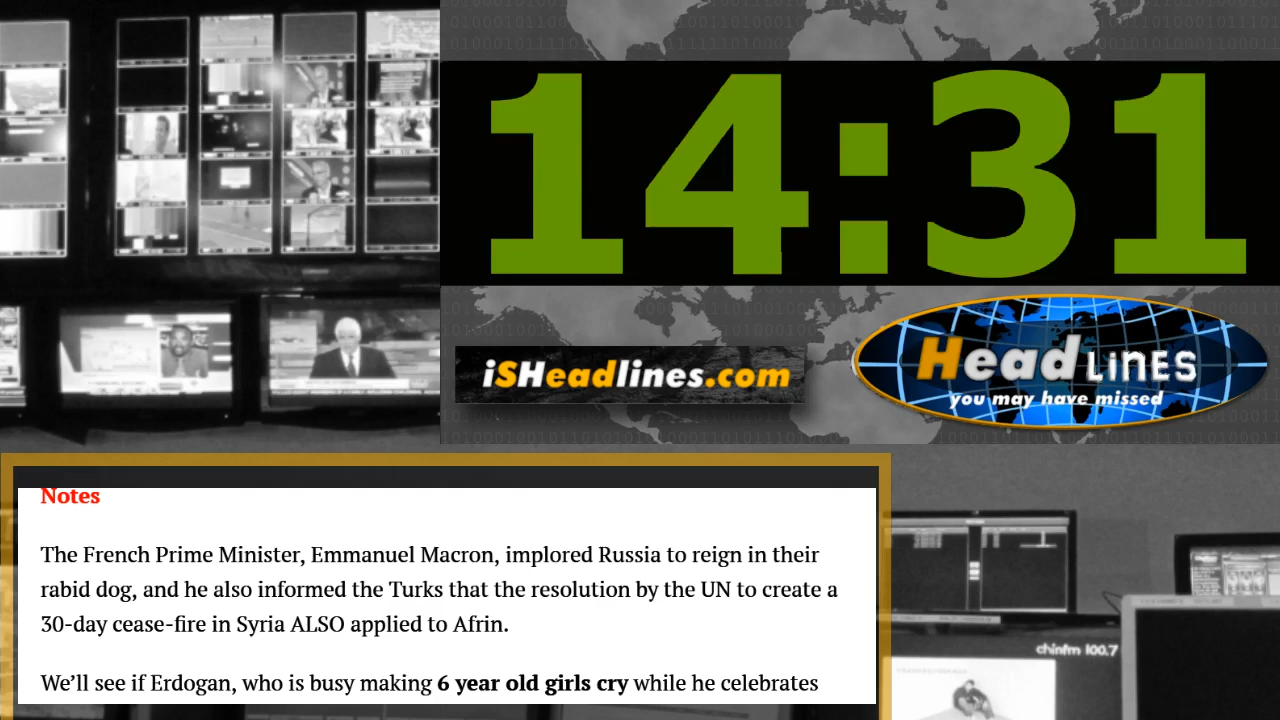 14:31
iSHeadlines.com
HeadLINES
you may have missed
Notes
The French Prime Minister, Emmanuel Macron, implored Russia to reign in their
rabid dog, and he also informed the Turks that the resolution by the UN to create a
30-day cease-fire in Syria ALSO applied to Afrin.
We'll see if Erdogan, who is busy making 6 year old girls cry while he celebrates
chinfm 100.7